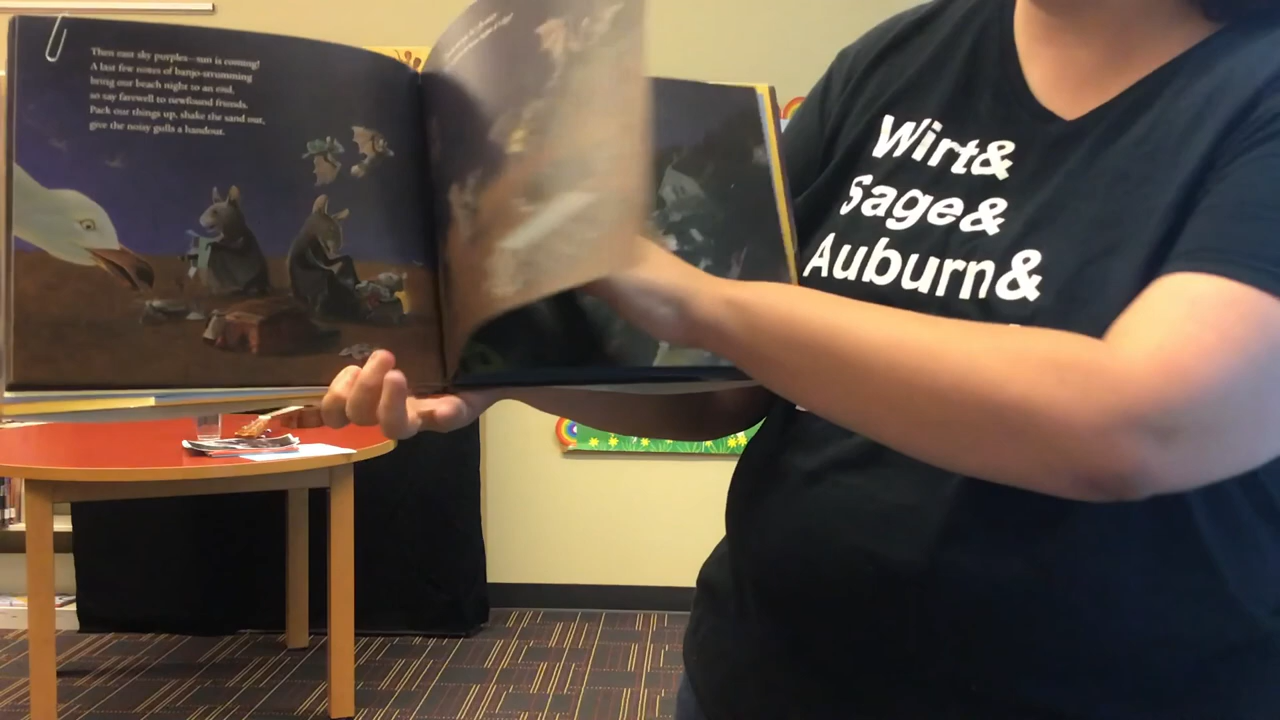 Then east sky purples—sun is coming!
A last few notes of banjo-strumming
bring our beach night to an end,
so say farewell to newfound friends.
Pack our things up, shake the sand out,
give the noisy gulls a handout.
Wirt&
Sage&
Auburn&